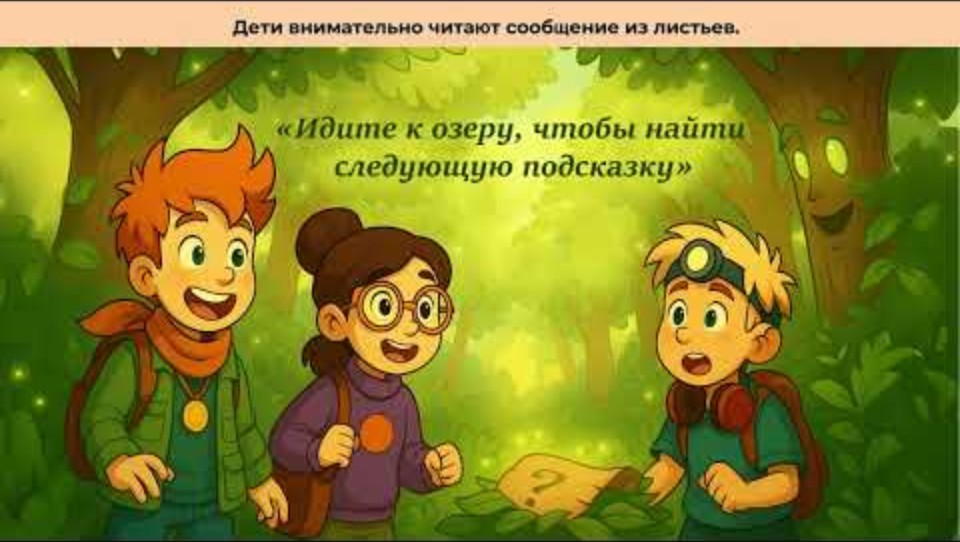 Дети внимательно читают сообщение из листьев.
«Идите к озеру, чтобы найти
следующую подсказку»
?